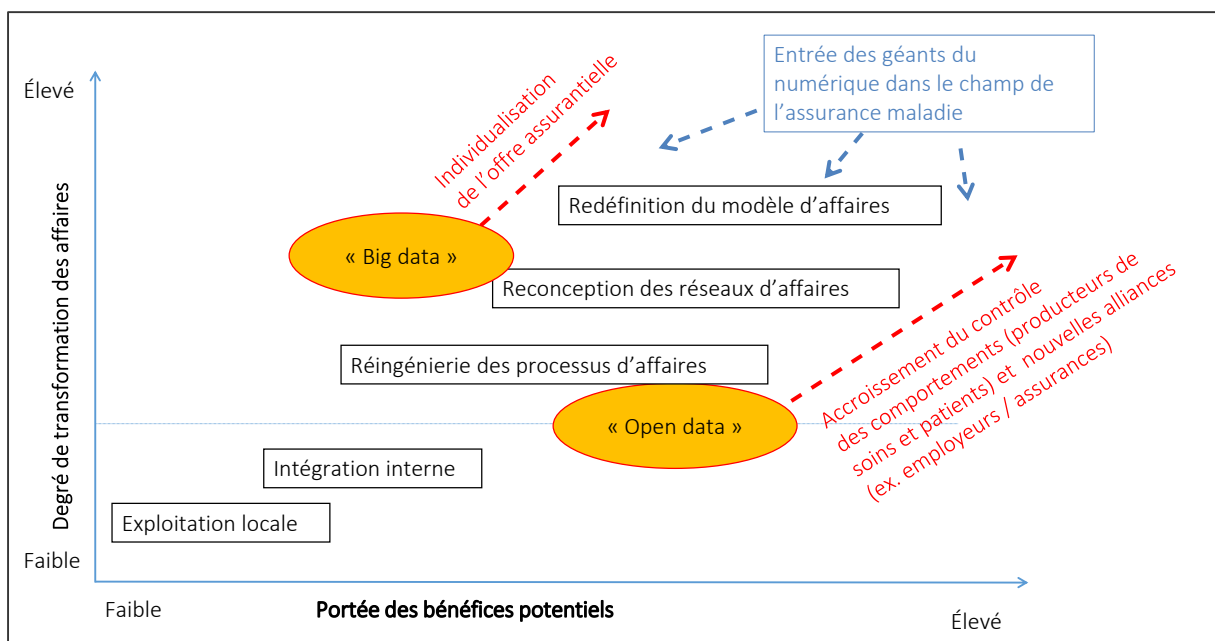 Entrée des géants du
numérique dans le champ de
l’assurance maladie
Élevé
Individualisation
de l’offre assurantielle
Redéfinition du modèle d’affaires
« Big data »
Reconception des réseaux d’affaires
Degré de transformation des affaires
Réingénierie des processus d’affaires
« Open data »
Accroissement du contrôle
des comportements (producteurs de
soins et patients) et nouvelles alliances
(ex. employeurs / assurances)
Intégration interne
Exploitation locale
Faible
Faible
Portée des bénéfices potentiels
Élevé